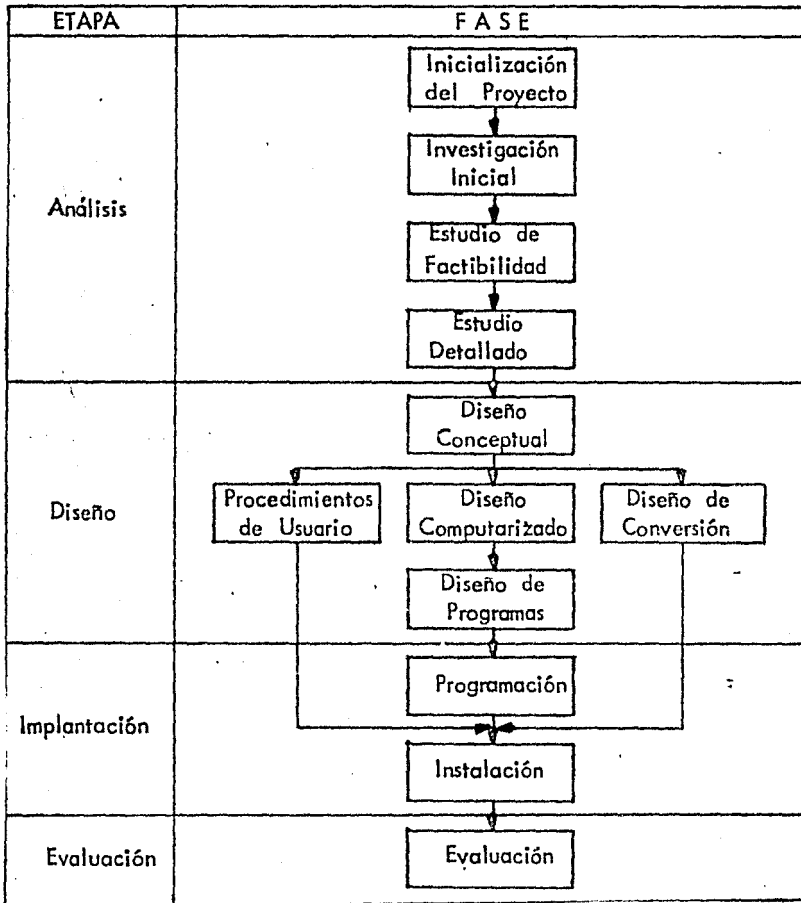 ETAPA
F A S E
Inicialización
del Proyecto
Investigación
Inicial
Análisis
Estudio de
Factibilidad
Estudio
Detallado
Diseño
Conceptual
Diseño
Procedimientos
de Usuario
Diseño
Computarizado
Diseño de
Conversión
Diseño de
Programas
Programación
Implantación
Instalación
Evaluación
Evaluación